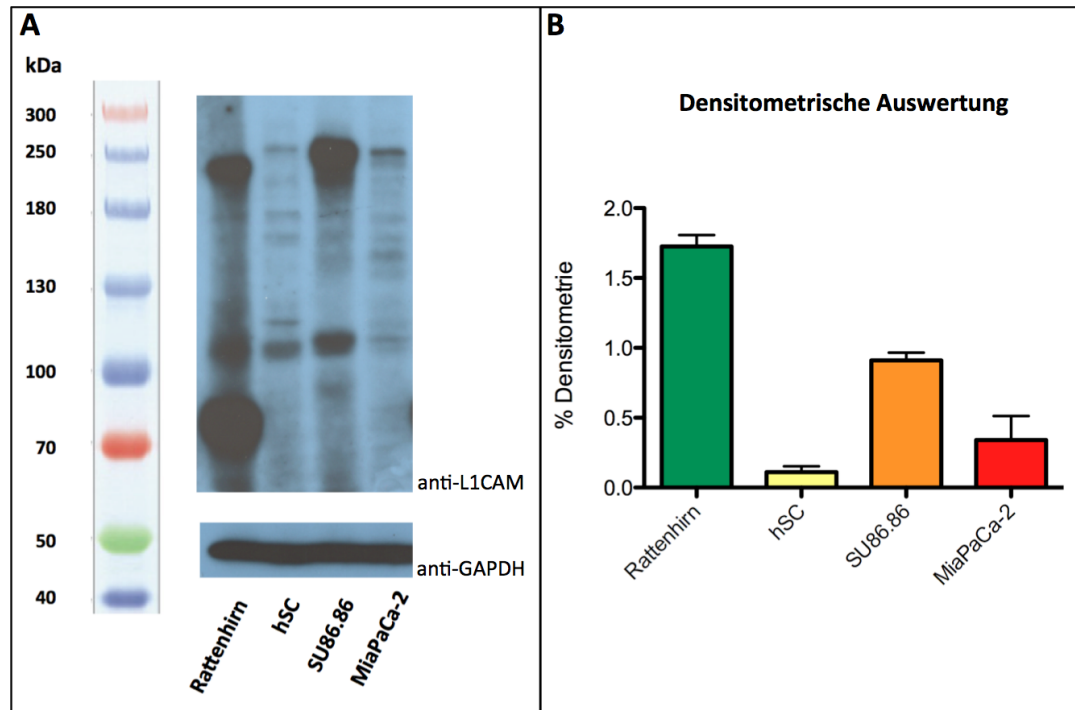 A
kDa
300
250
180
130
100
70
50
40
anti-L1CAM
anti-GAPDH
Rattenhirn
hSC
SU86.86
MiaPaCa-2
B
Densitometrische Auswertung
% Densitometrie
2.0
1.5
1.0
0.5
0.0
Rattenhirn
hSC
SU86.86
MiaPaCa-2